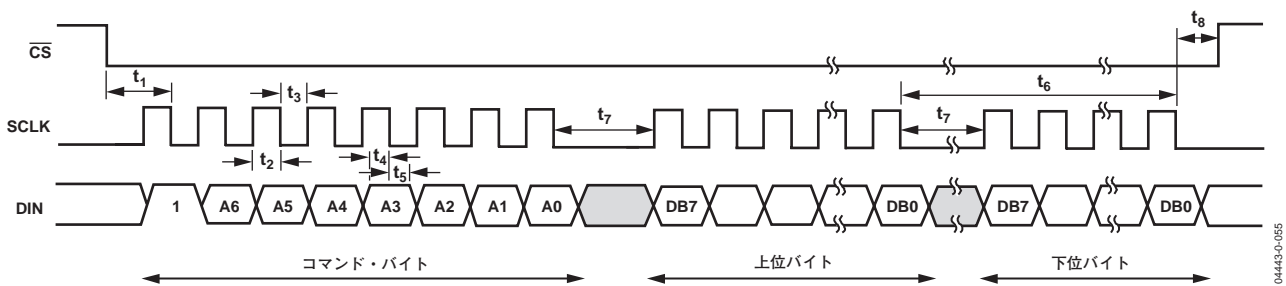 t8
CS
t1
t3
t6
SCLK
t7
t7
t2
t4
t5
DIN
1
A6
A5
A4
A3
A2
A1
A0
DB7
DB0
DB7
DB0
コマンド・バイト
上位バイト
下位バイト
04443-0-055